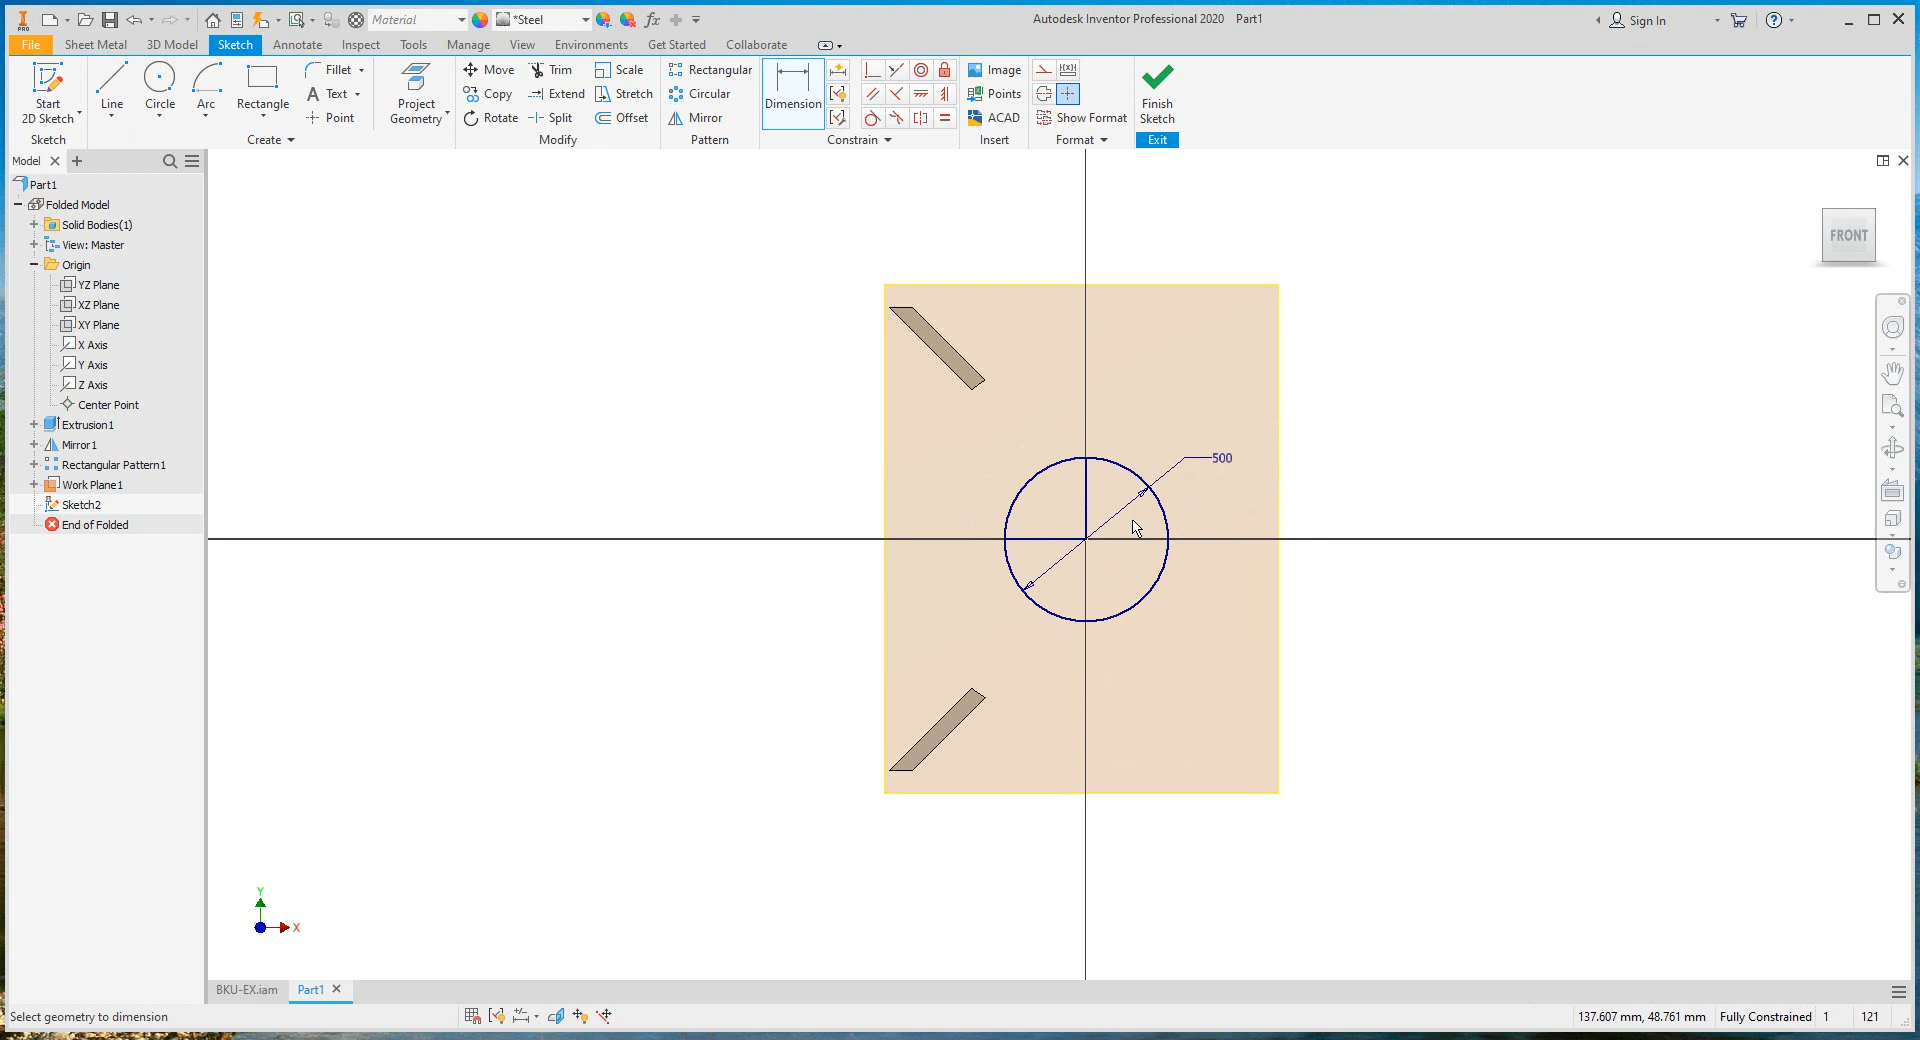 PRO
Material
*Steel
fx
Autodesk Inventor Professional 2020 Part1
Sign In
File
Sheet Metal
3D Model
Sketch
Annotate
Inspect
Tools
Manage
View
Environments
Get Started
Collaborate
Start
2D Sketch
Line
Circle
Arc
Rectangle
Fillet
Text
Point
Project
Geometry
Move
Copy
Rotate
Trim
Extend
Split
Scale
Stretch
Offset
Rectangular
Circular
Mirror
Dimension
Image
Points
ACAD
Show Format
Finish
Sketch
Sketch
Create
Modify
Pattern
Constrain
Insert
Format
Exit
Model
Part1
Folded Model
Solid Bodies(1)
View: Master
Origin
YZ Plane
XZ Plane
XY Plane
X Axis
Y Axis
Z Axis
Center Point
Extrusion1
Mirror1
Rectangular Pattern1
Work Plane1
Sketch2
End of Folded
FRONT
500
Y
X
BKU-EX.iam
Part1
Select geometry to dimension
137.607 mm, 48.761 mm
Fully Constrained
1
121